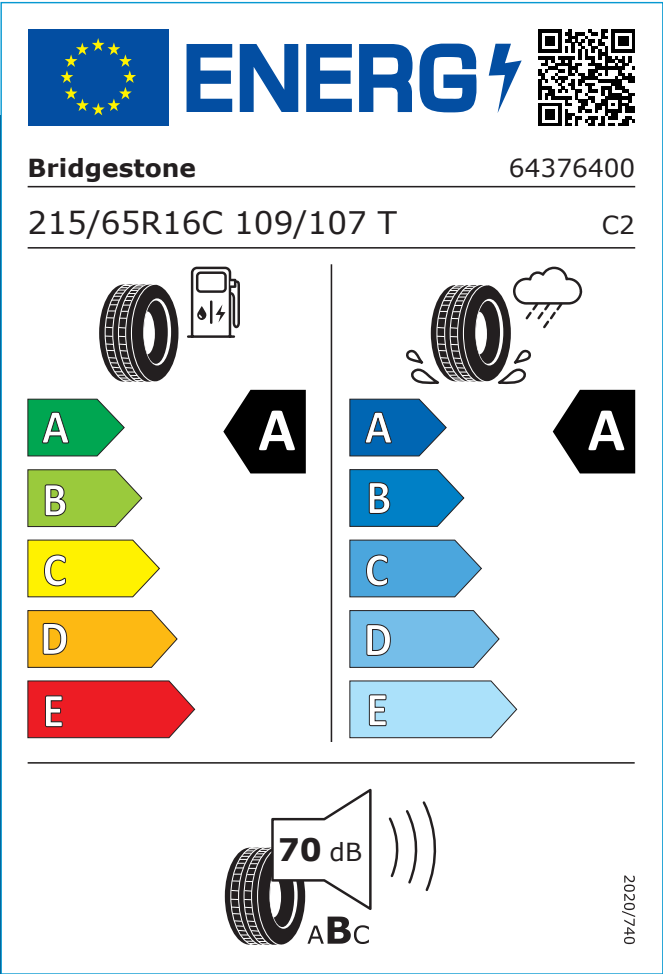 ENERG
Bridgestone 64376400
215/65R16C 109/107 T C2
A A
B
C
D
E
A A
B
C
D
E
70 dB
ABC
2020/740